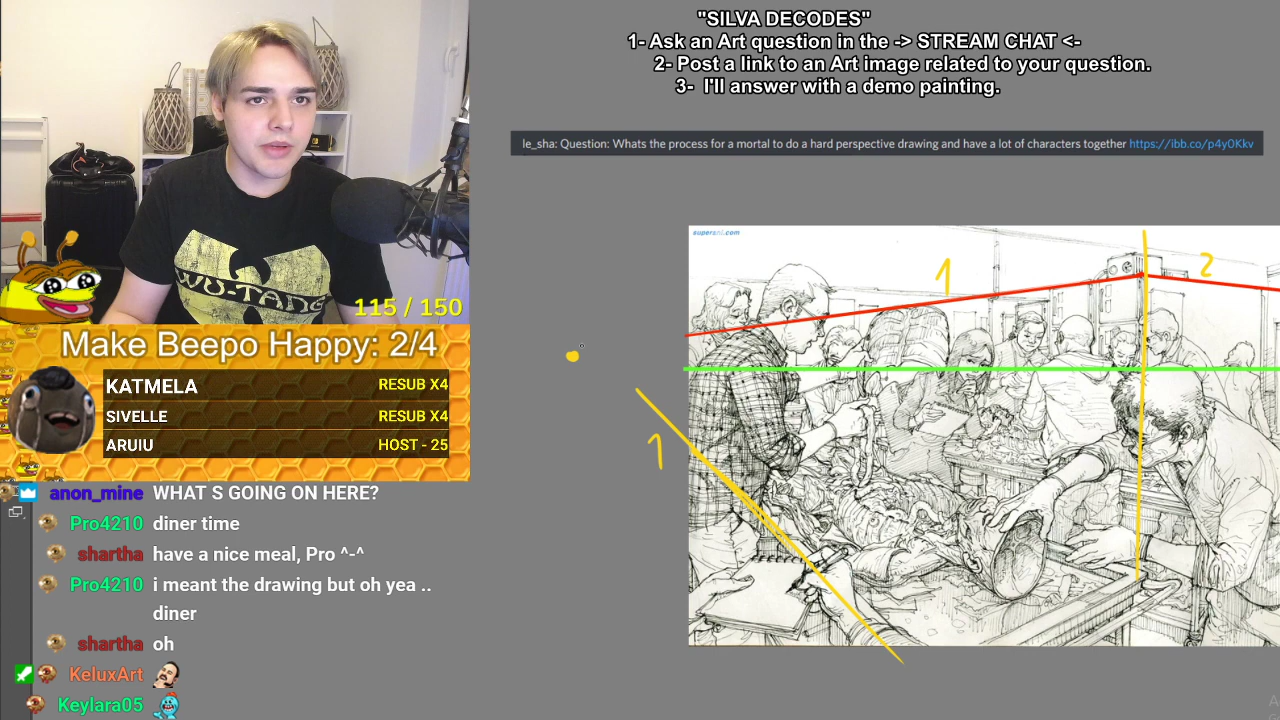 "SILVA DECODES"
1- Ask an Art question in the -> STREAM CHAT <-
2- Post a link to an Art image related to your question.
3- I'll answer with a demo painting.
le_sha: Question: Whats the process for a mortal to do a hard perspective drawing and have a lot of characters together https://ibb.co/p4y0Kkv
WU-TANG
115 / 150
Make Beepo Happy: 2/4
KATMELA RESUB X4
SIVELLE RESUB X4
ARUIU HOST - 25
anon_mine WHAT S GOING ON HERE?
Pro4210 diner time
shartha have a nice meal, Pro ^-^
Pro4210 i meant the drawing but oh yea ..
diner
shartha oh
KeluxArt
Keylara05
1
2
1